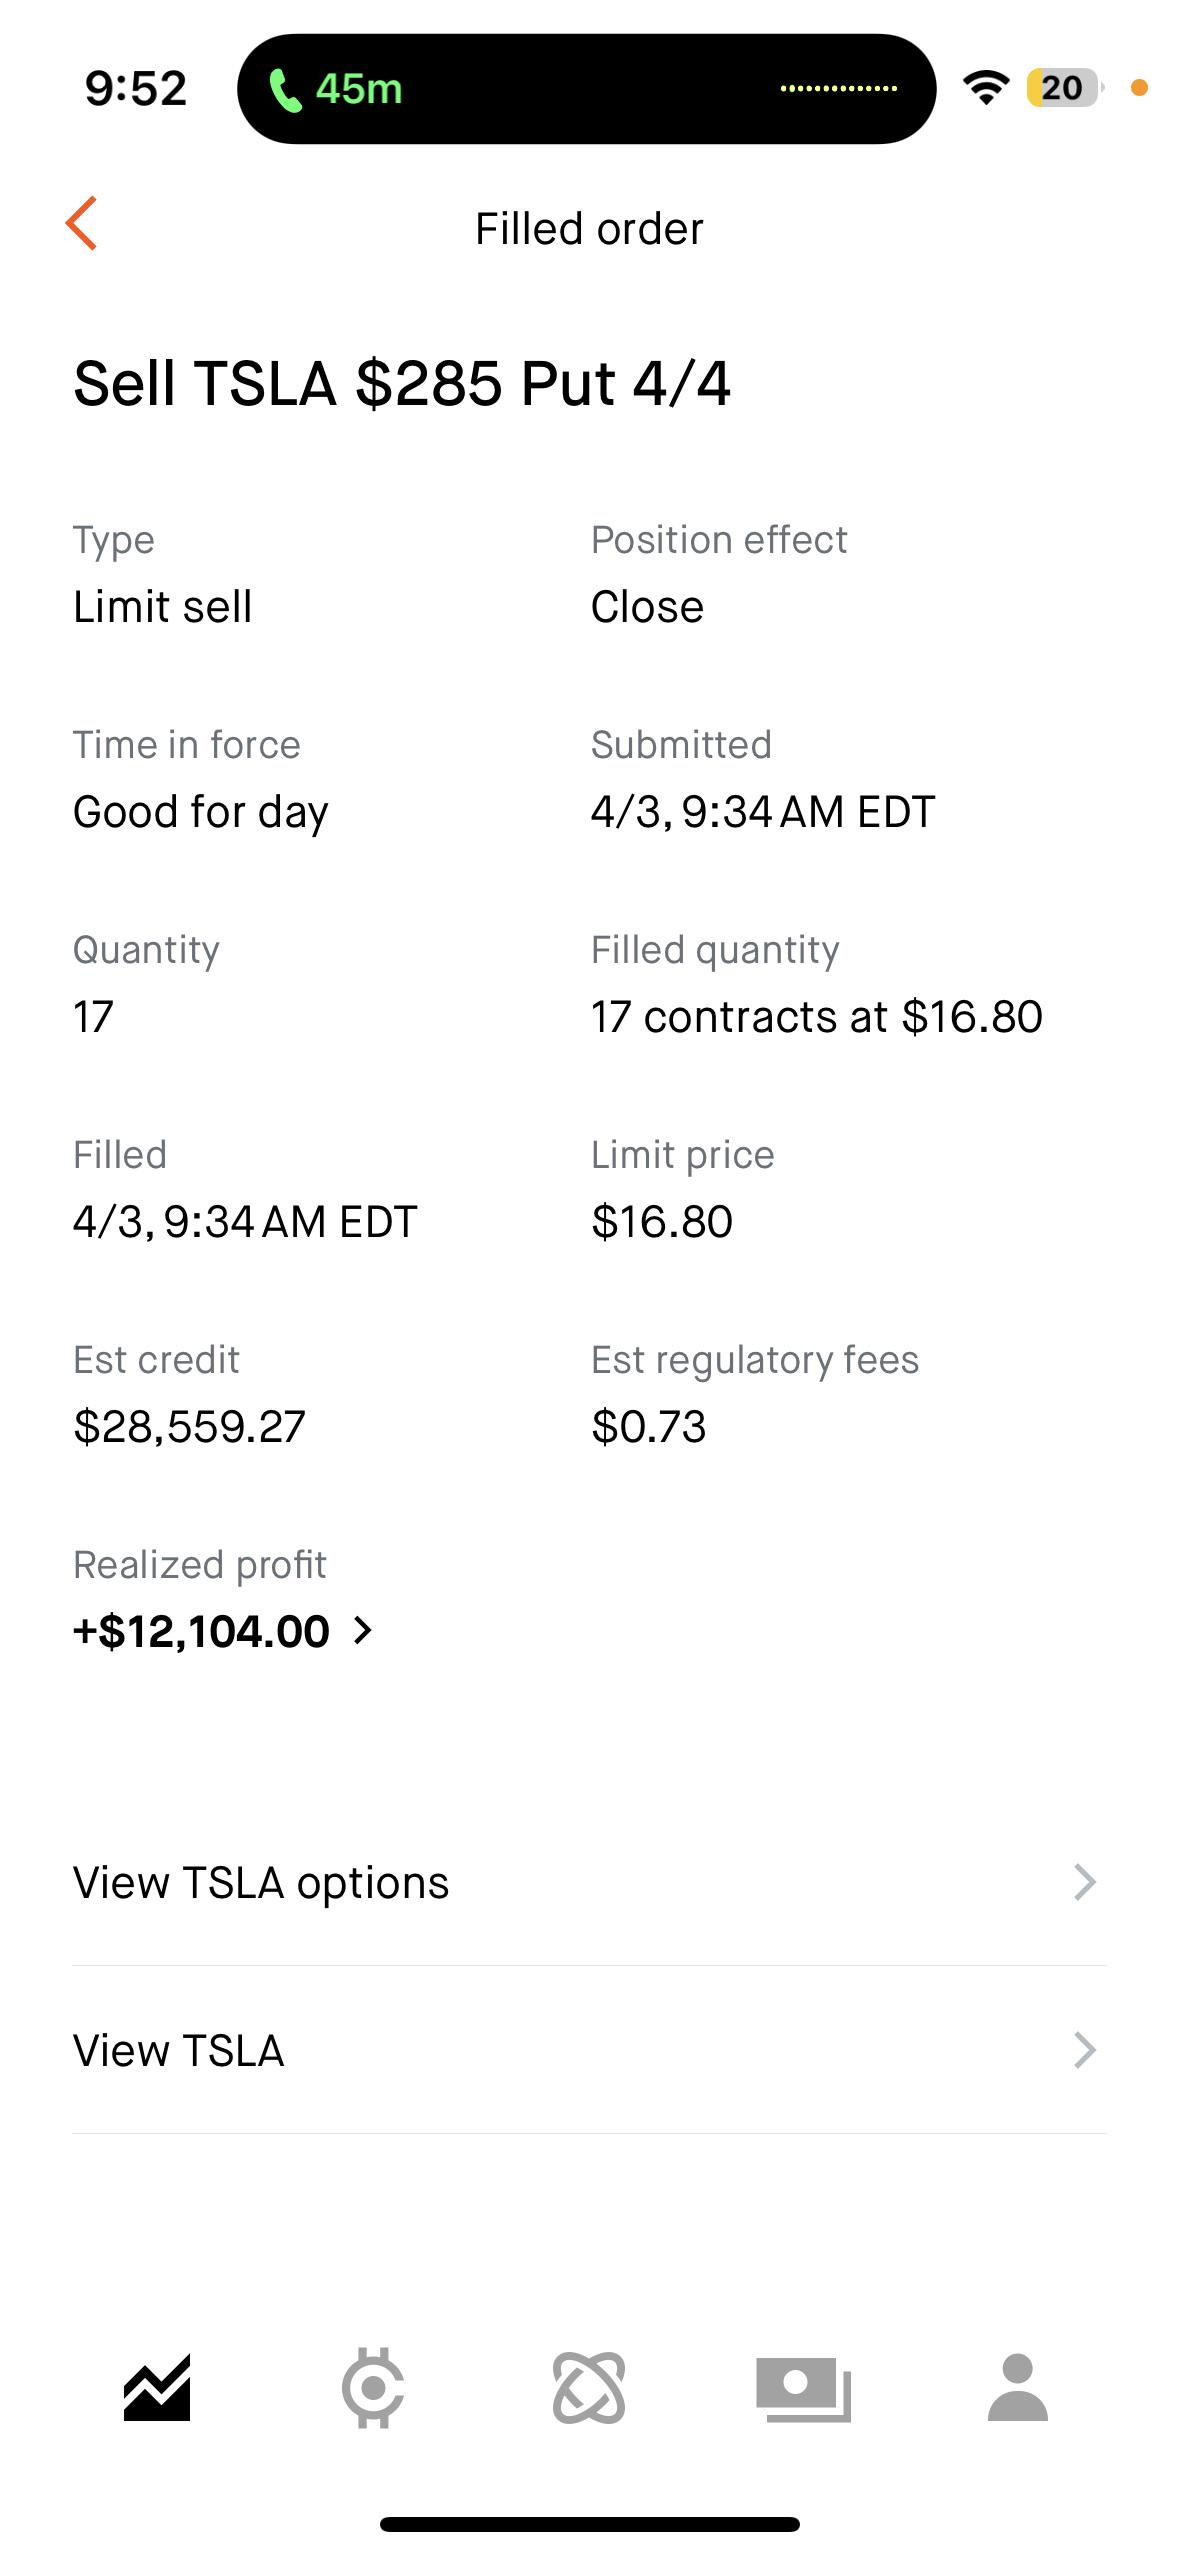 9:52
45m
20
Filled order
Sell TSLA $285 Put 4/4
Type
Position effect
Limit sell
Close
Time in force
Submitted
Good for day
4/3, 9:34 AM EDT
Quantity
Filled quantity
17
17 contracts at $16.80
Filled
Limit price
4/3, 9:34 AM EDT
$16.80
Est credit
Est regulatory fees
$28,559.27
$0.73
Realized profit
+$12,104.00
View TSLA options
View TSLA